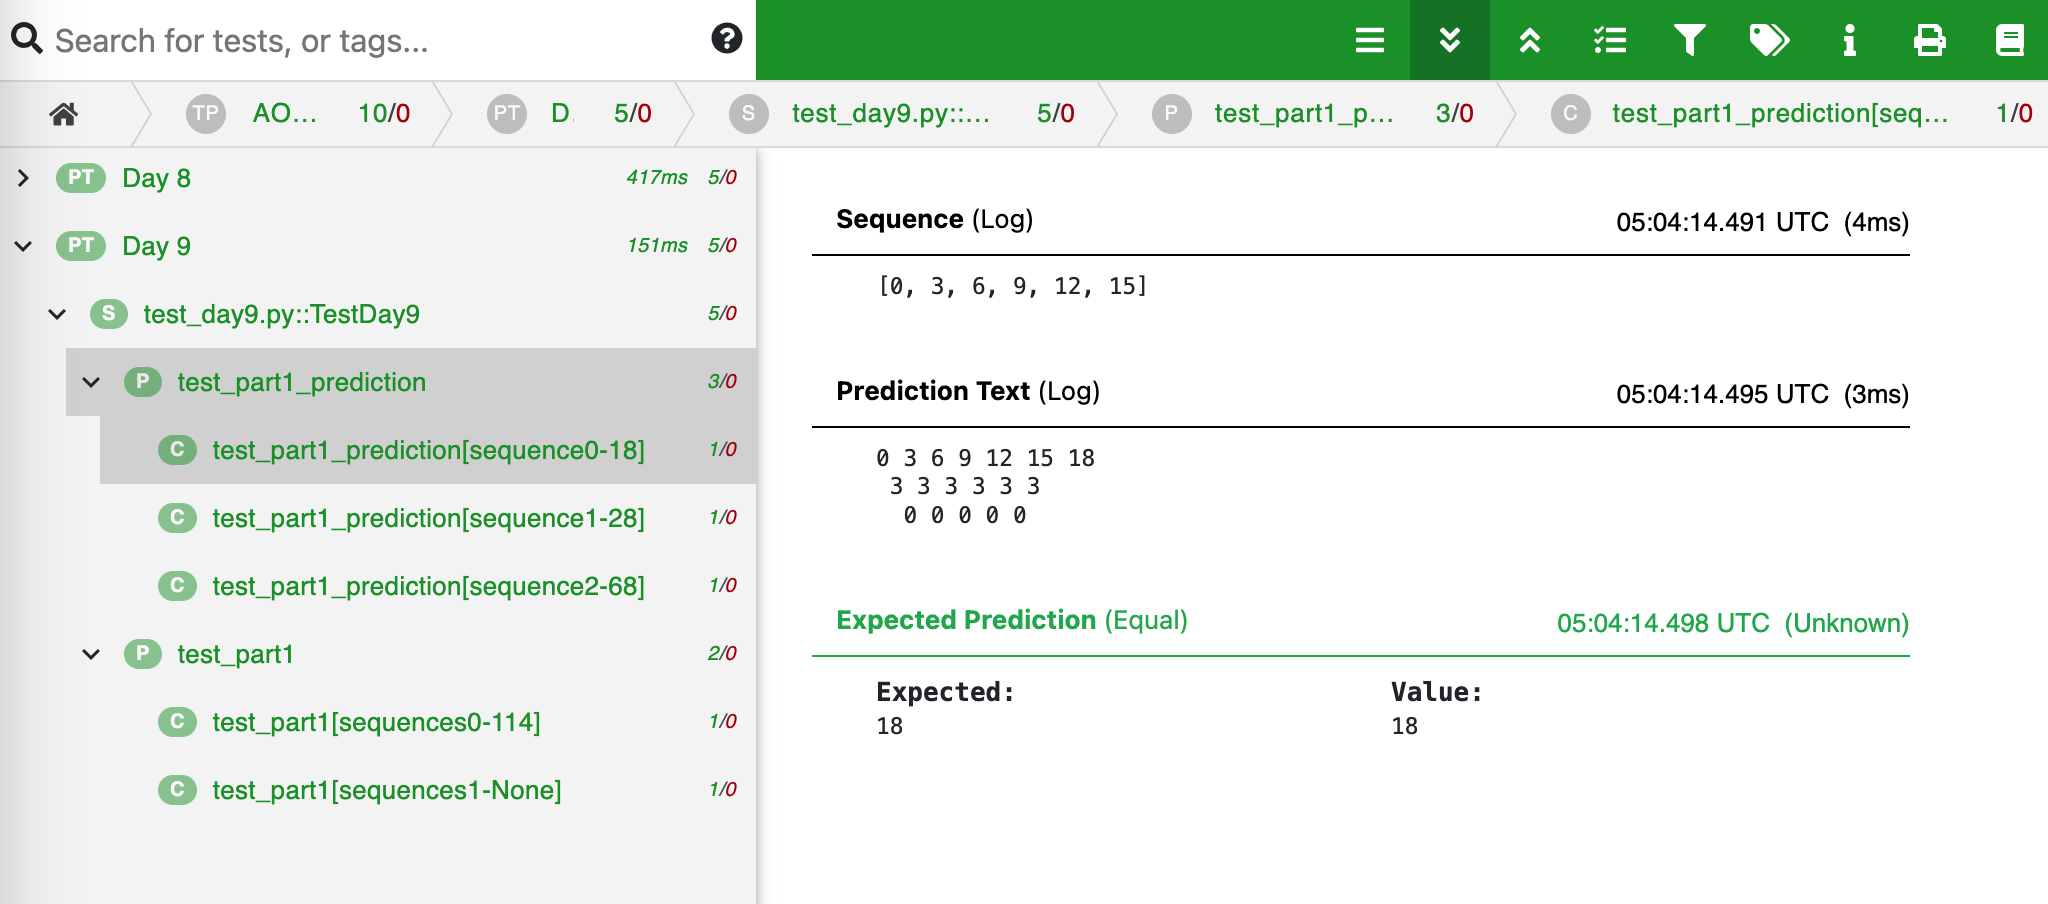 Search for tests, or tags...
TP AO... 10/0 PT D. 5/0 S test_day9.py::... 5/0 P test_part1_p... 3/0 C test_part1_prediction[seq... 1/0
PT Day 8 417ms 5/0
PT Day 9 151ms 5/0
S test_day9.py::TestDay9 5/0
P test_part1_prediction 3/0
C test_part1_prediction[sequence0-18] 1/0
C test_part1_prediction[sequence1-28] 1/0
C test_part1_prediction[sequence2-68] 1/0
P test_part1 2/0
C test_part1[sequences0-114] 1/0
C test_part1[sequences1-None] 1/0
Sequence (Log) 05:04:14.491 UTC (4ms)
[0, 3, 6, 9, 12, 15]
Prediction Text (Log) 05:04:14.495 UTC (3ms)
0 3 6 9 12 15 18
3 3 3 3 3 3
0 0 0 0 0
Expected Prediction (Equal) 05:04:14.498 UTC (Unknown)
Expected: Value:
18 18